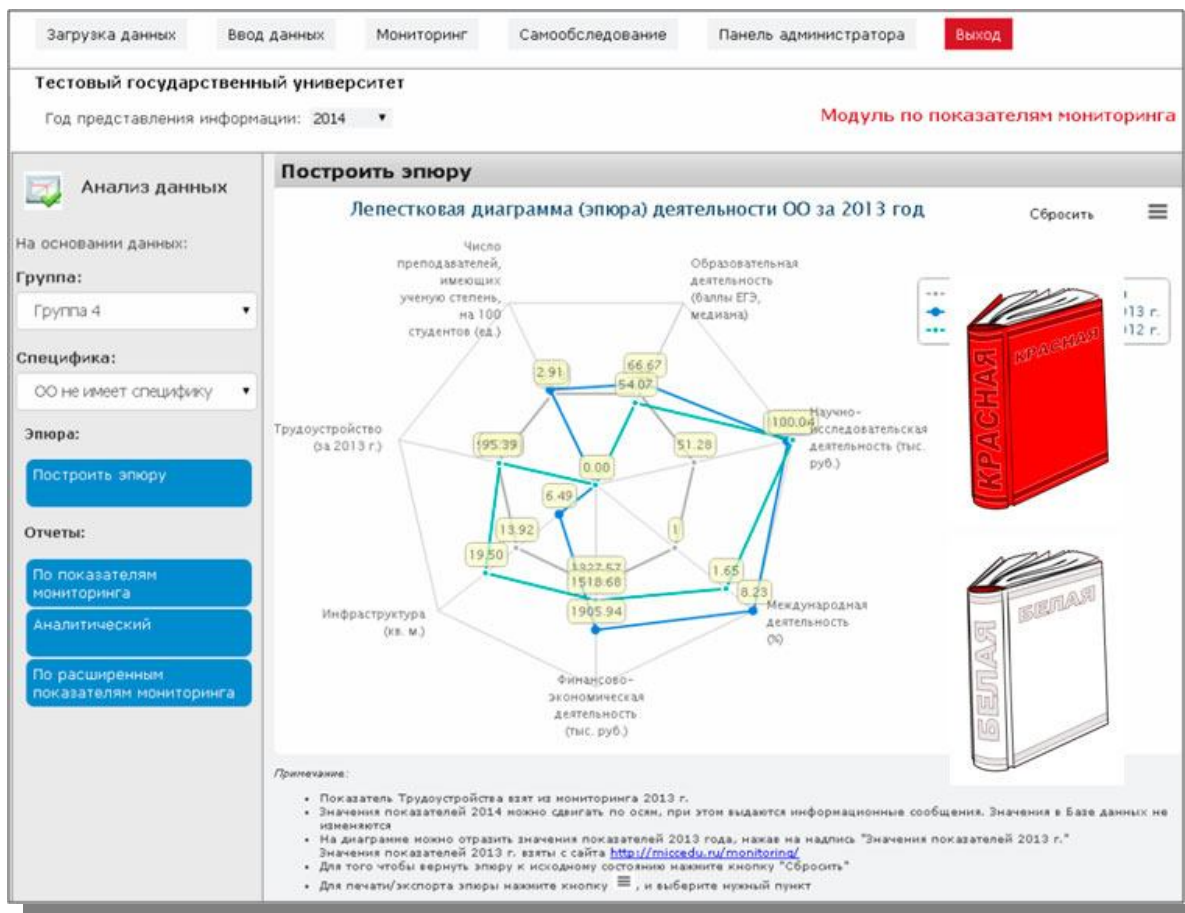 Загрузка данных Ввод данных Мониторинг Самообследование Панель администратора Выход
Тестовый государственный университет
Год представления информации: 2014
Модуль по показателям мониторинга
Анализ данных
На основании данных:
Группа:
Группа 4
Специфика:
ОО не имеет специфику
Эпюра:
Построить эпюру
Отчеты:
По показателям
мониторинга
Аналитический
По расширенным
показателям мониторинга
Построить эпюру
Лепестковая диаграмма (эпюра) деятельности ОО за 2013 год
Сбросить
Число
преподавателей,
имеющих
ученую степень,
на 100
студентов (ед.)
Образовательная
деятельность
(баллы ЕГЭ,
медиана)
Научно-
исследовательская
деятельность (тыс.
руб.)
Международная
деятельность
(%)
Финансово-
экономическая
деятельность
(тыс. руб.)
Инфраструктура
(кв. м.)
Трудоустройство
(за 2013 г.)
2.91
66.67
54.07
100.04
51.28
95.39
0.00
6.49
13.92
1
19.50
1.65
8.23
1327.57
1518.68
1905.94
13 г.
12 г.
КРАСНАЯ
КРАСНАЯ
БЕЛАЯ
БЕЛАЯ
Примечание:
• Показатель Трудоустройства взят из мониторинга 2013 г.
• Значения показателей 2014 можно сдвигать по осям, при этом выдаются информационные сообщения. Значения в Базе данных не
изменяются
• На диаграмме можно отразить значения показателей 2013 года, нажав на надпись "Значения показателей 2013 г."
Значения показателей 2013 г. взяты с сайта http://miccedu.ru/monitoring/
• Для того чтобы вернуть эпюру к исходному состоянию нажмите кнопку "Сбросить"
• Для печати/экспорта эпюры нажмите кнопку , и выберите нужный пункт